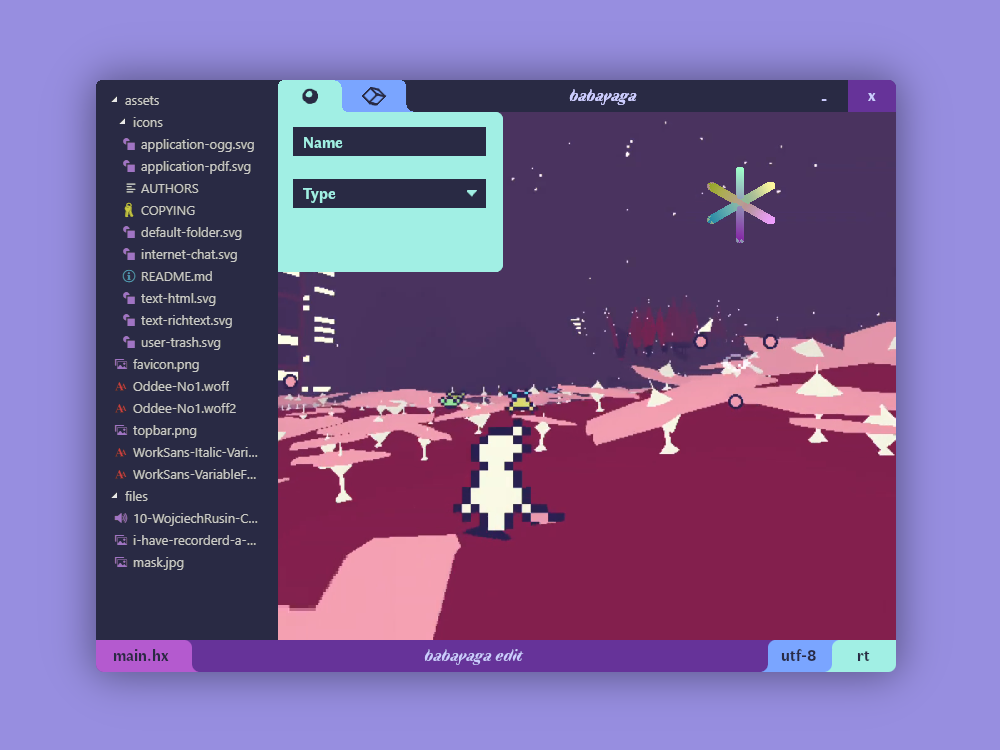 assets
icons
application-ogg.svg
application-pdf.svg
AUTHORS
COPYING
default-folder.svg
internet-chat.svg
README.md
text-html.svg
text-richtext.svg
user-trash.svg
favicon.png
Oddee-No1.woff
Oddee-No1.woff2
topbar.png
WorkSans-Italic-Vari...
WorkSans-VariableF...
files
10-WojciechRusin-C...
i-have-recorderd-a-...
mask.jpg
babayaga - x
Name
Type
main.hx babayaga edit utf-8 rt